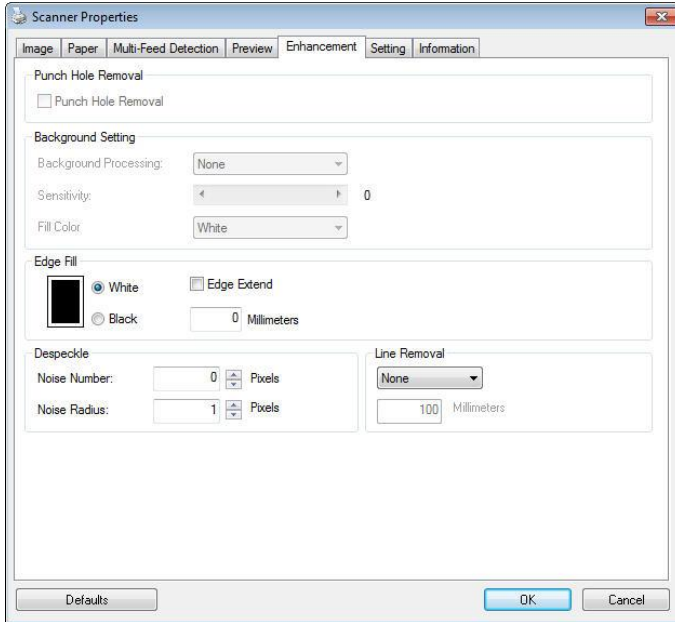 Scanner Properties
Image Paper Multi-Feed Detection Preview Enhancement Setting Information
Punch Hole Removal
Punch Hole Removal
Background Setting
Background Processing: None
Sensitivity: 0
Fill Color White
Edge Fill
White Edge Extend
Black 0 Millimeters
Despeckle Line Removal
Noise Number: 0 Pixels None
Noise Radius: 1 Pixels 100 Millimeters
Defaults OK Cancel